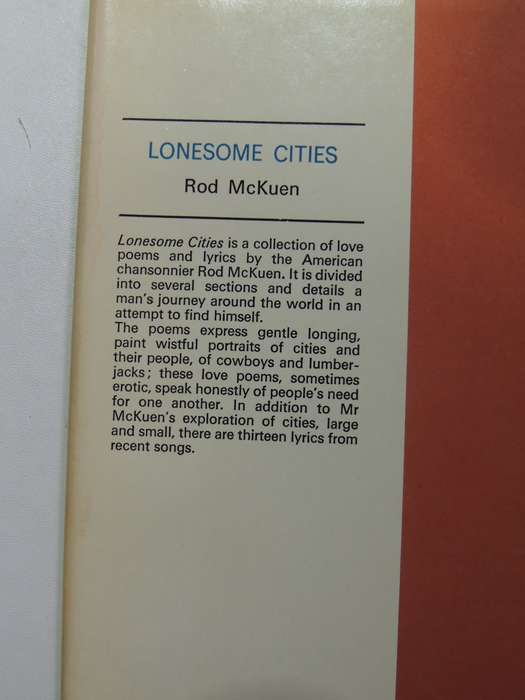 LONESOME CITIES
Rod McKuen
Lonesome Cities is a collection of love
poems and lyrics by the American
chansonnier Rod McKuen. It is divided
into several sections and details a
man's journey around the world in an
attempt to find himself.
The poems express gentle longing,
paint wistful portraits of cities and
their people, of cowboys and lumber-
jacks; these love poems, sometimes
erotic, speak honestly of people's need
for one another. In addition to Mr
McKuen's exploration of cities, large
and small, there are thirteen lyrics from
recent songs.